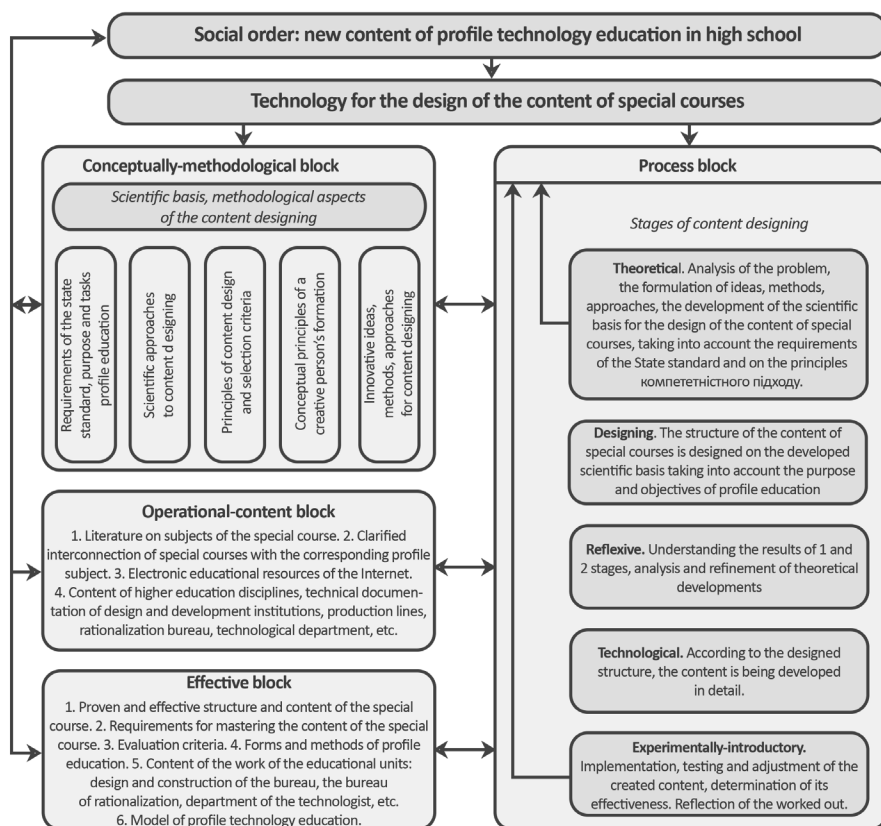 Social order: new content of profile technology education in high school
Technology for the design of the content of special courses
Conceptually-methodological block
Scientific basis, methodological aspects
of the content designing
Requirements of the state
standard, purpose and tasks
profile education
Scientific approaches
to content d esigning
Principles of content design
and selection criteria
Conceptual principles of a
creative person's formation
Innovative ideas,
methods, approaches
for content designing
Operational-content block
1. Literature on subjects of the special course. 2. Clarified
interconnection of special courses with the corresponding profile
subject. 3. Electronic educational resources of the Internet.
4. Content of higher education disciplines, technical documen-
tation of design and development institutions, production lines,
rationalization bureau, technological department, etc.
Effective block
1. Proven and effective structure and content of the special
course. 2. Requirements for mastering the content of the special
course. 3. Evaluation criteria. 4. Forms and methods of profile
education. 5. Content of the work of the educational units:
design and construction of the bureau, the bureau
of rationalization, department of the technologist, etc.
6. Model of profile technology education.
Process block
Stages of content designing
Theoretical. Analysis of the problem,
the formulation of ideas, methods,
approaches, the development of the scientific
basis for the design of the content of special
courses, taking into account the requirements
of the State standard and on the principles
компетентнісного підходу.
Designing. The structure of the content of
special courses is designed on the developed
scientific basis taking into account the purpose
and objectives of profile education
Reflexive. Understanding the results of 1 and
2 stages, analysis and refinement of theoretical
developments
Technological. According to the designed
structure, the content is being developed
in detail.
Experimentally-introductory.
Implementation, testing and adjustment of the
created content, determination of its
effectiveness. Reflection of the worked out.